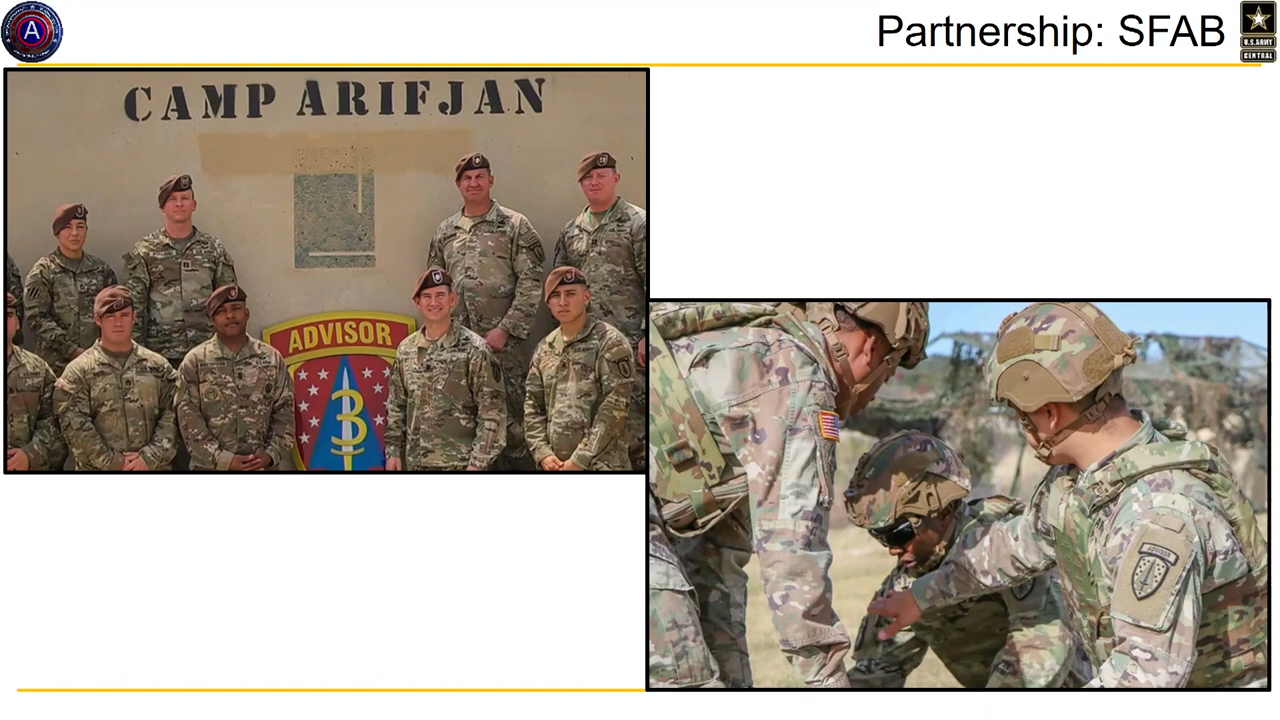 Partnership: SFAB
A
U.S. ARMY
CENTRAL
CAMP ARIFJAN
ADVISOR
3
ADVISOR